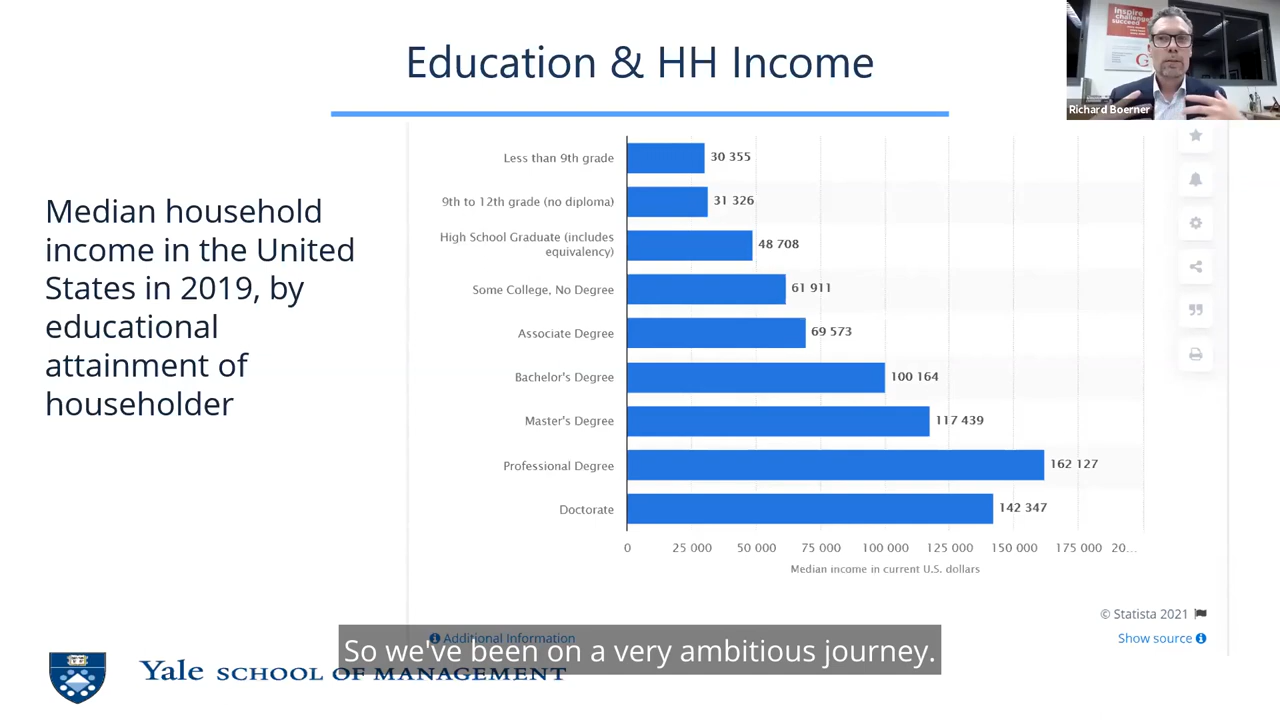 Education & HH Income
inspire
challenge
succeed
Richard Boerner
Median household
income in the United
States in 2019, by
educational
attainment of
householder
Less than 9th grade 30 355
9th to 12th grade (no diploma) 31 326
High School Graduate (includes
equivalency) 48 708
Some College, No Degree 61 911
Associate Degree 69 573
Bachelor's Degree 100 164
Master's Degree 117 439
Professional Degree 162 127
Doctorate 142 347
0 25 000 50 000 75 000 100 000 125 000 150 000 175 000 20...
Median income in current U.S. dollars
© Statista 2021
Additional Information
Show source
So we've been on a very ambitious journey.
Yale SCHOOL OF MANAGEMENT